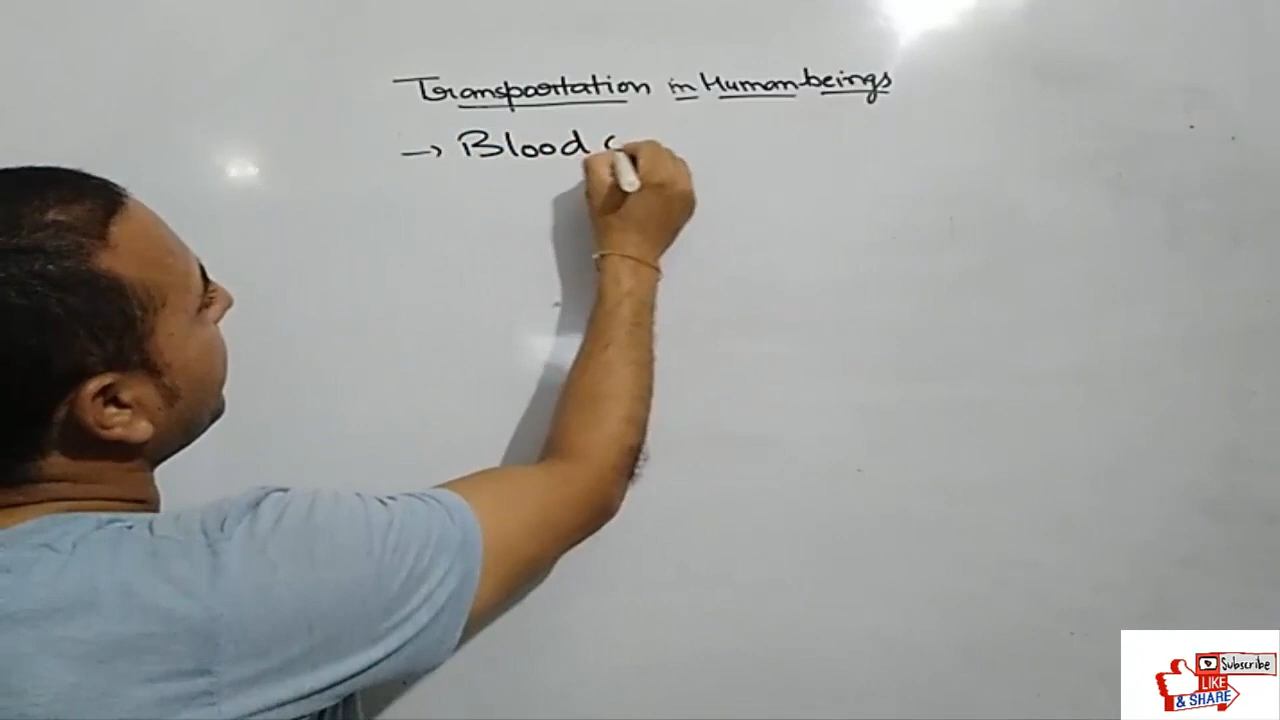 Transportation in Human beings
→ Blood
Subscribe
LIKE
& SHARE